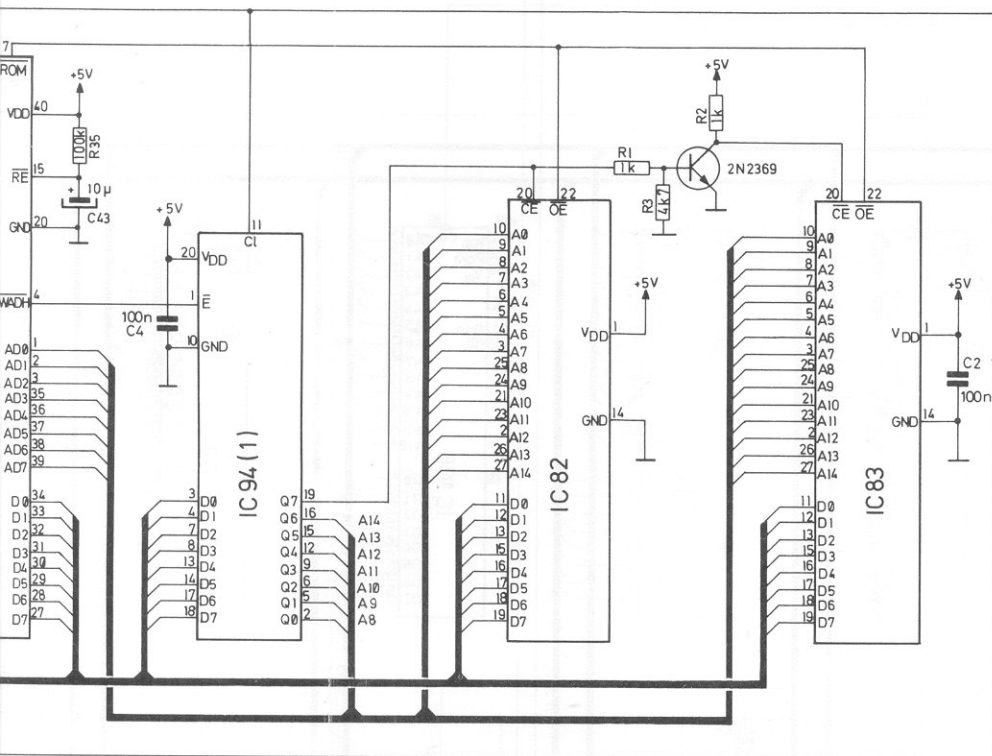 7
ROM
+5V
VDD 40
100k R35
RE 15
+ 10 µ
C43
GND 20
WADH 4
AD0 1
AD1 2
AD2 3
AD3 35
AD4 36
AD5 37
AD6 38
AD7 39
D0 34
D1 33
D2 32
D3 31
D4 30
D5 29
D6 28
D7 27
+5V
100n
C4
11
Cl
20 VDD
1 E
10 GND
IC94(1)
3 D0
4 D1
7 D2
8 D3
13 D4
14 D5
17 D6
18 D7
Q7 19
Q6 16 A14
Q5 15 A13
Q4 12 A12
Q3 9 A11
Q2 6 A10
Q1 5 A9
Q0 2 A8
20 22
CE OE
10 A0
9 A1
8 A2
7 A3
6 A4
5 A5
4 A6
3 A7
25 A8
24 A9
21 A10
23 A11
2 A12
26 A13
27 A14
11 D0
12 D1
13 D2
15 D3
16 D4
17 D5
18 D6
19 D7
IC82
+5V
VDD 1
GND 14
R1
1k
R3 4k7
+5V
R2 1k
2N2369
20 22
CE OE
10 A0
9 A1
8 A2
7 A3
6 A4
5 A5
4 A6
3 A7
25 A8
24 A9
21 A10
23 A11
2 A12
26 A13
27 A14
11 D0
12 D1
13 D2
15 D3
16 D4
17 D5
18 D6
19 D7
IC83
+5V
VDD 1
GND 14
C2
100n